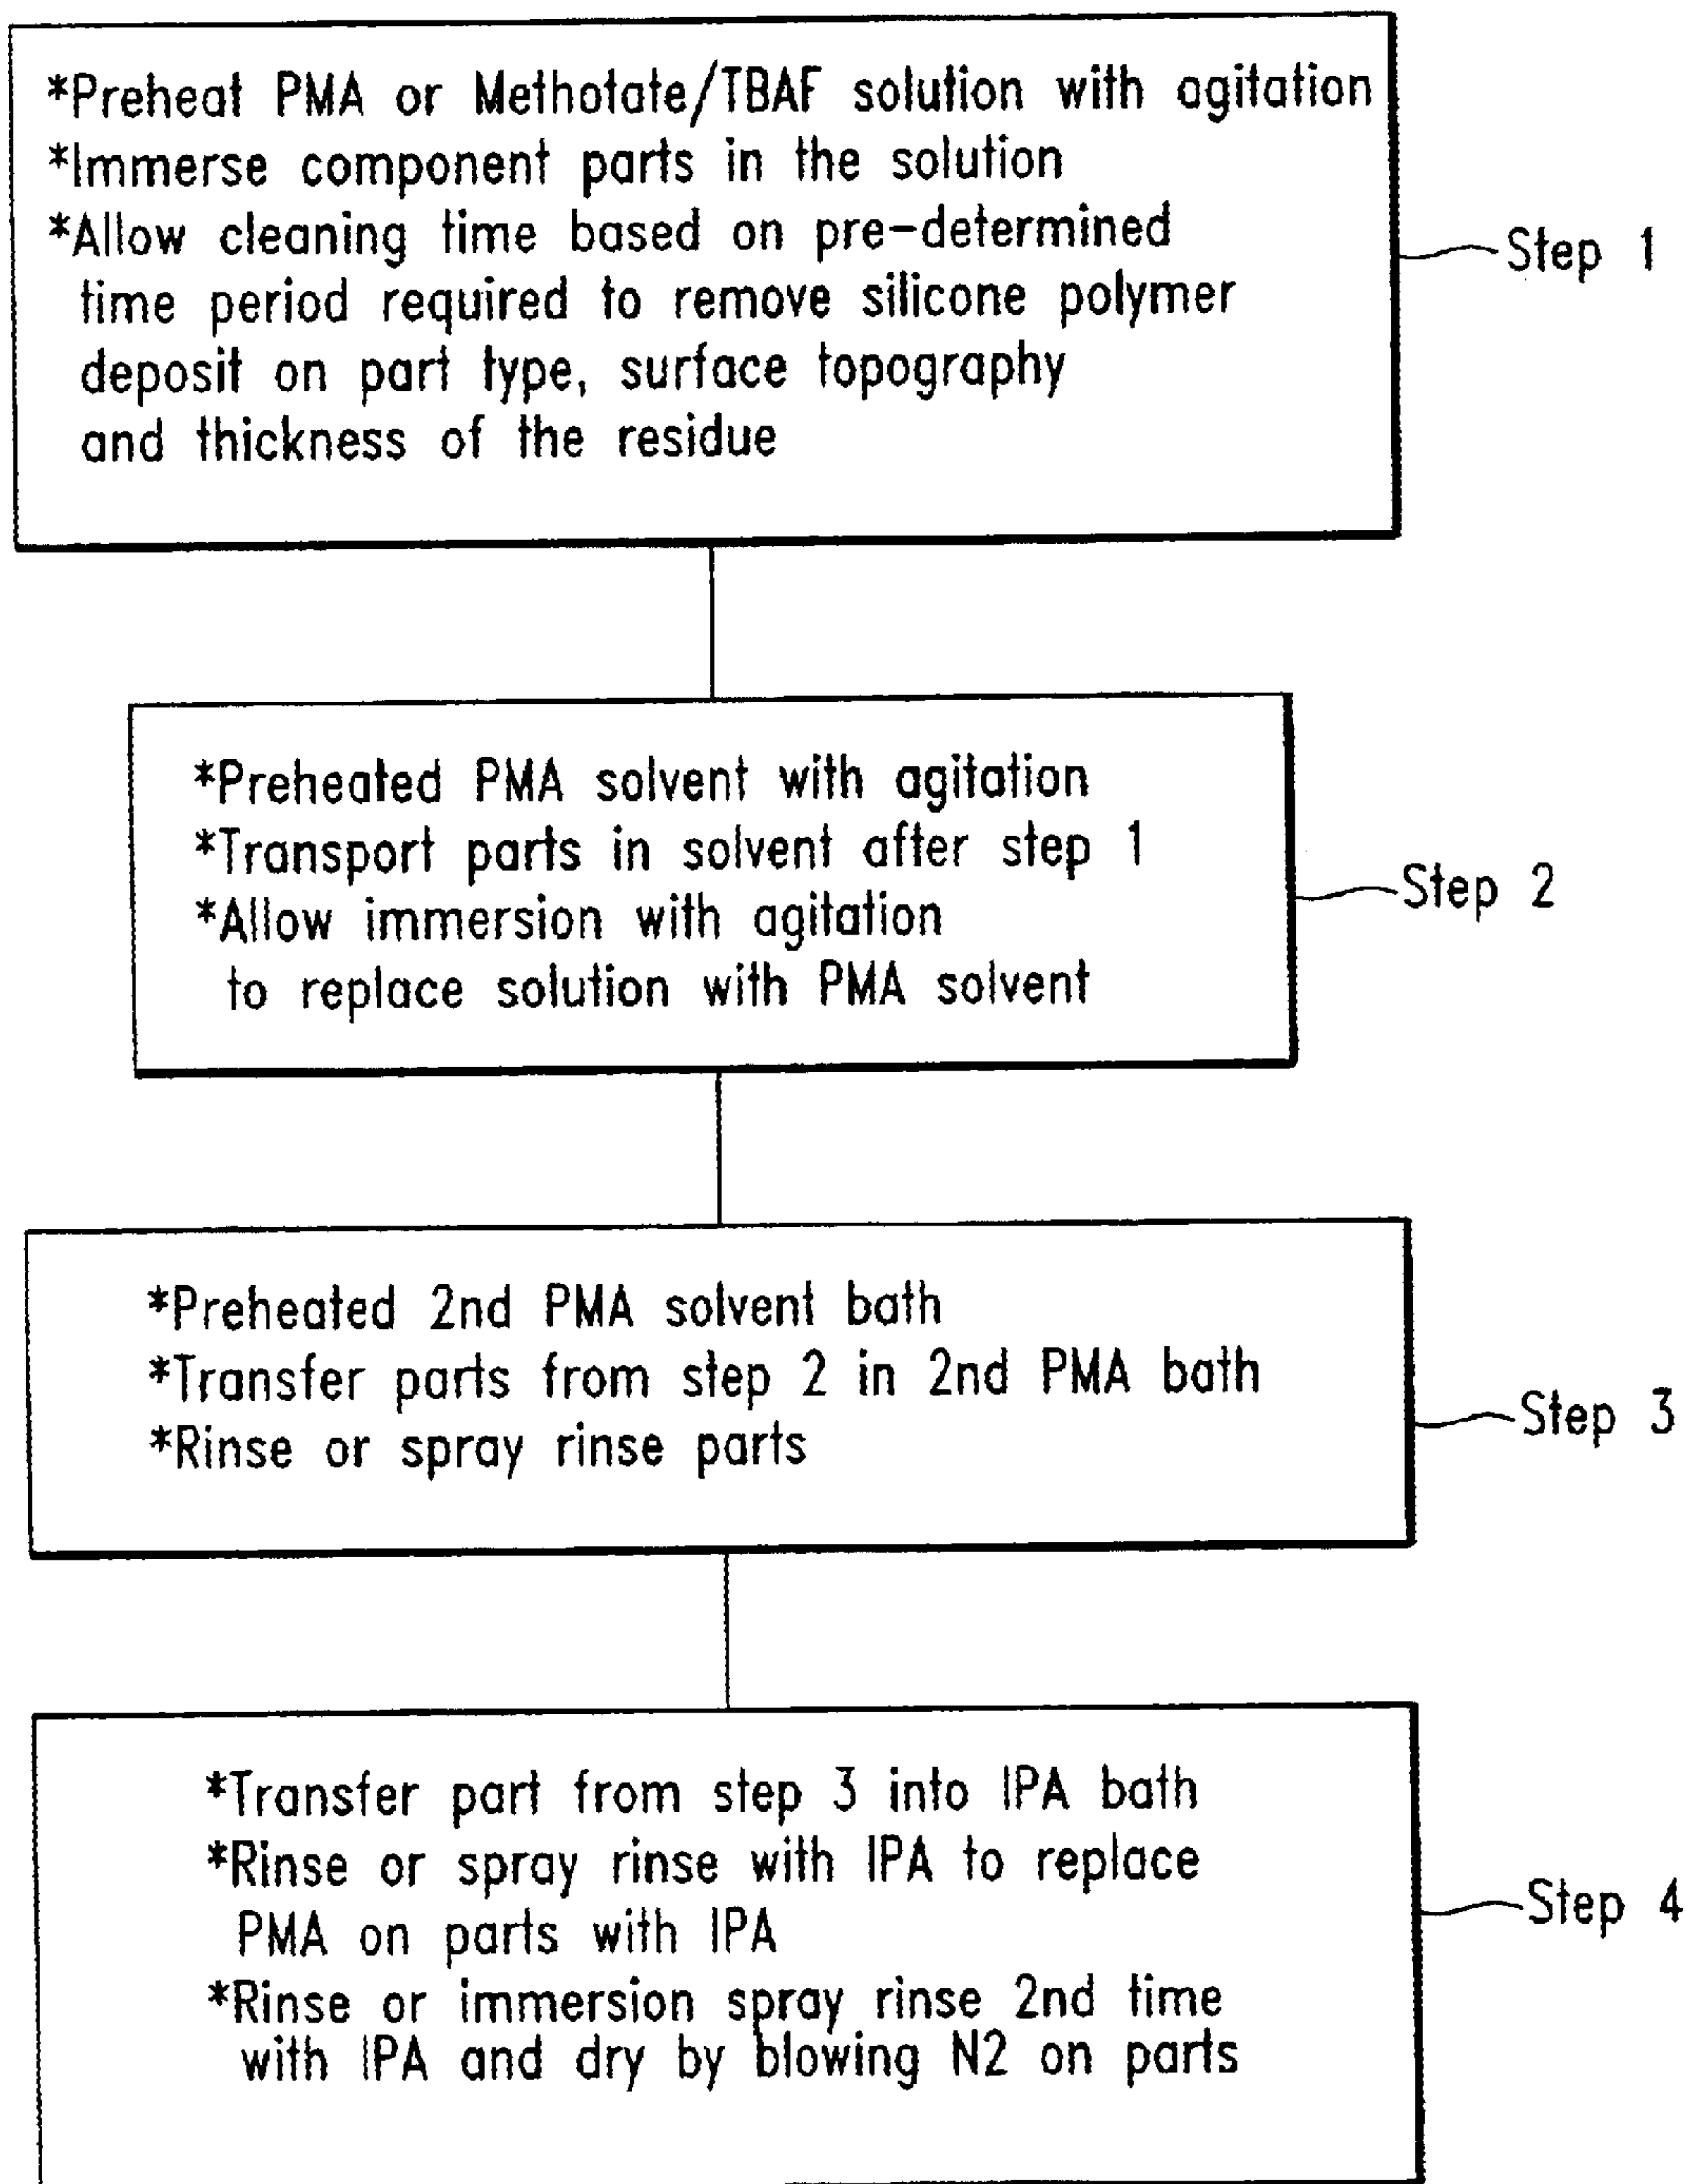 *Preheat PMA or Methotate/TBAF solution with agitation
*Immerse component parts in the solution
*Allow cleaning time based on pre-determined
time period required to remove silicone polymer
deposit on part type, surface topography
and thickness of the residue
Step 1
*Preheated PMA solvent with agitation
*Transport parts in solvent after step 1
*Allow immersion with agitation
to replace solution with PMA solvent
Step 2
*Preheated 2nd PMA solvent bath
*Transfer parts from step 2 in 2nd PMA bath
*Rinse or spray rinse parts
Step 3
*Transfer part from step 3 into IPA bath
*Rinse or spray rinse with IPA to replace
PMA on parts with IPA
*Rinse or immersion spray rinse 2nd time
with IPA and dry by blowing N2 on parts
Step 4